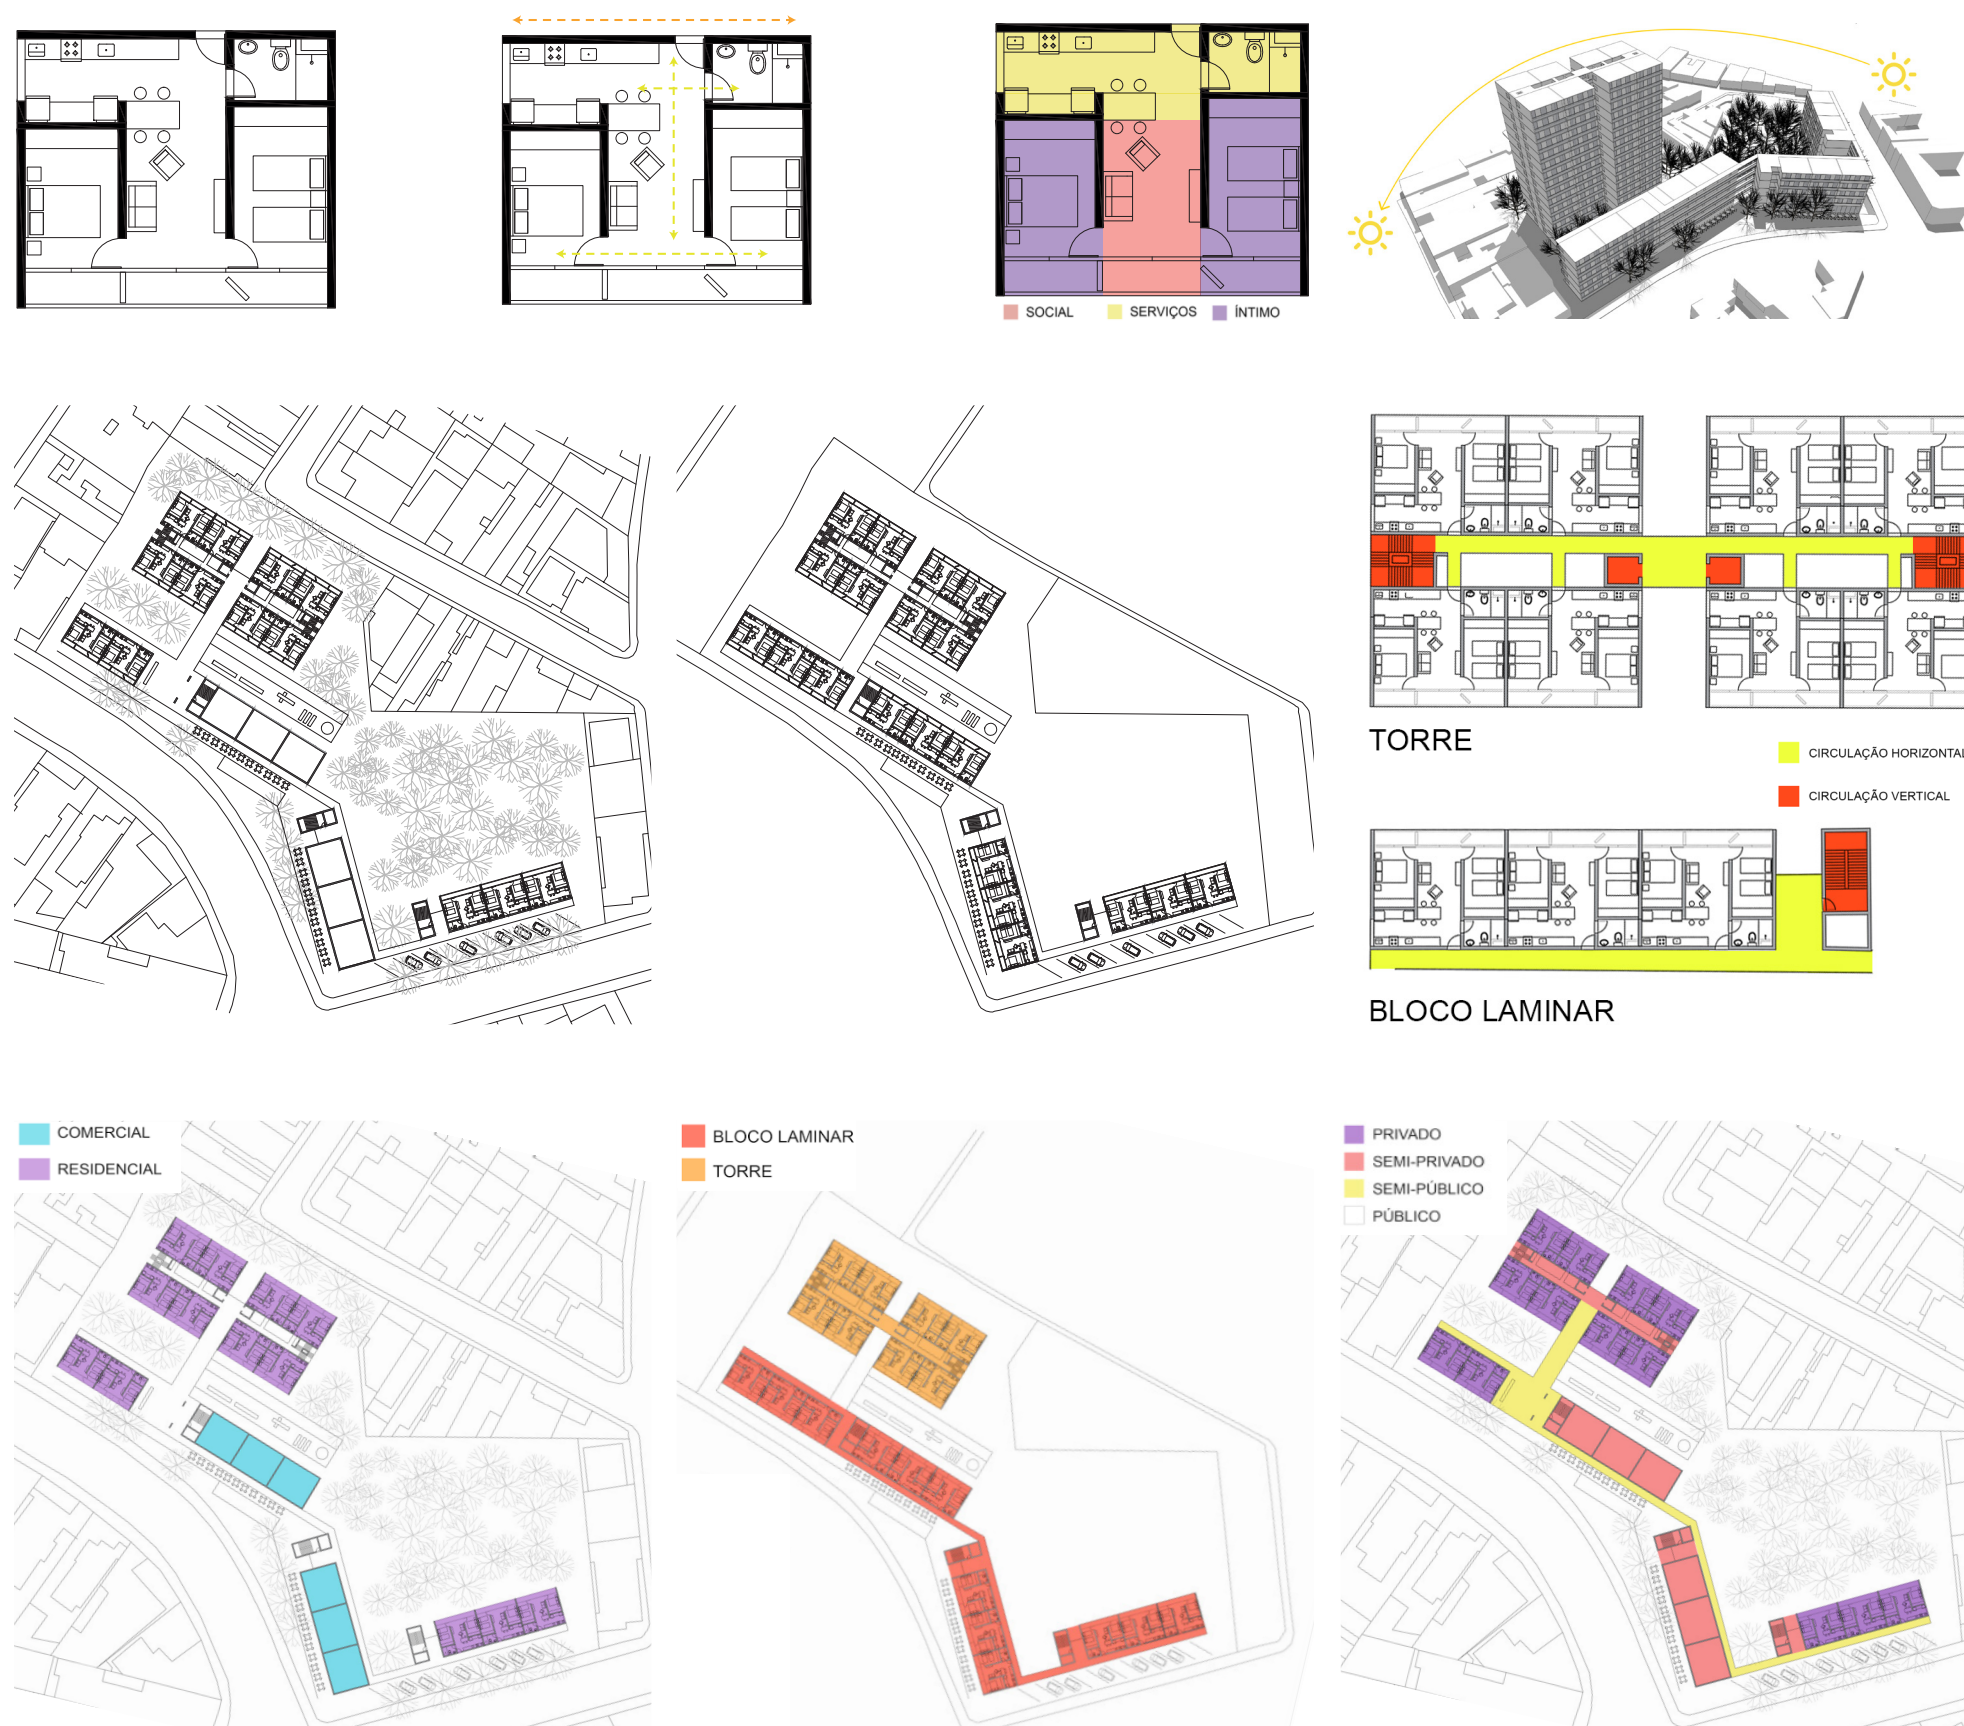 SOCIAL
SERVIÇOS
ÍNTIMO
TORRE
CIRCULAÇÃO HORIZONTAL
CIRCULAÇÃO VERTICAL
BLOCO LAMINAR
COMERCIAL
RESIDENCIAL
BLOCO LAMINAR
TORRE
PRIVADO
SEMI-PRIVADO
SEMI-PÚBLICO
PÚBLICO